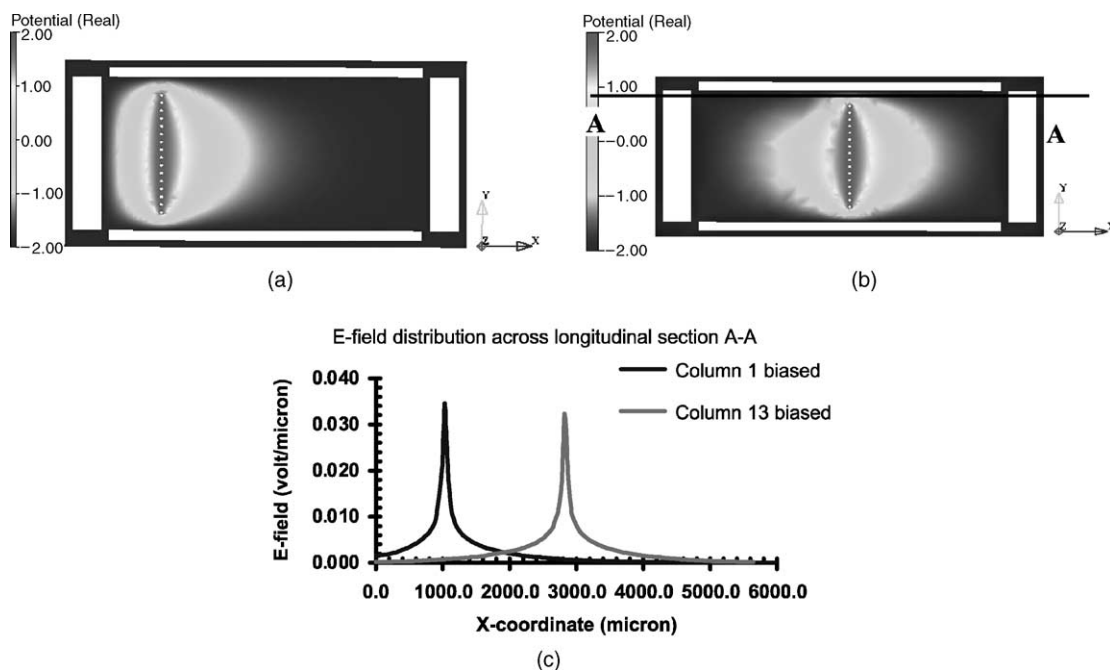 Potential (Real)
2.00
1.00
0.00
−1.00
−2.00
Y
Z
X
(a)
Potential (Real)
2.00
1.00
0.00
−1.00
−2.00
A
A
Y
Z
X
(b)
E-field distribution across longitudinal section A-A
Column 1 biased
Column 13 biased
E-field (volt/micron)
0.040
0.030
0.020
0.010
0.000
0.0 1000.0 2000.0 3000.0 4000.0 5000.0 6000.0
X-coordinate (micron)
(c)